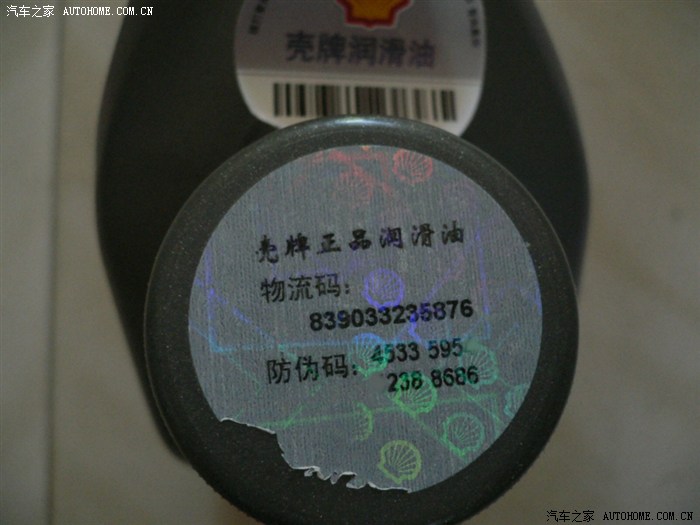 汽车之家 AUTOHOME.COM.CN
壳牌润滑油
壳牌正品润滑油
物流码：
839033235876
防伪码：4533 595
238 8686
汽车之家 AUTOHOME.COM.CN